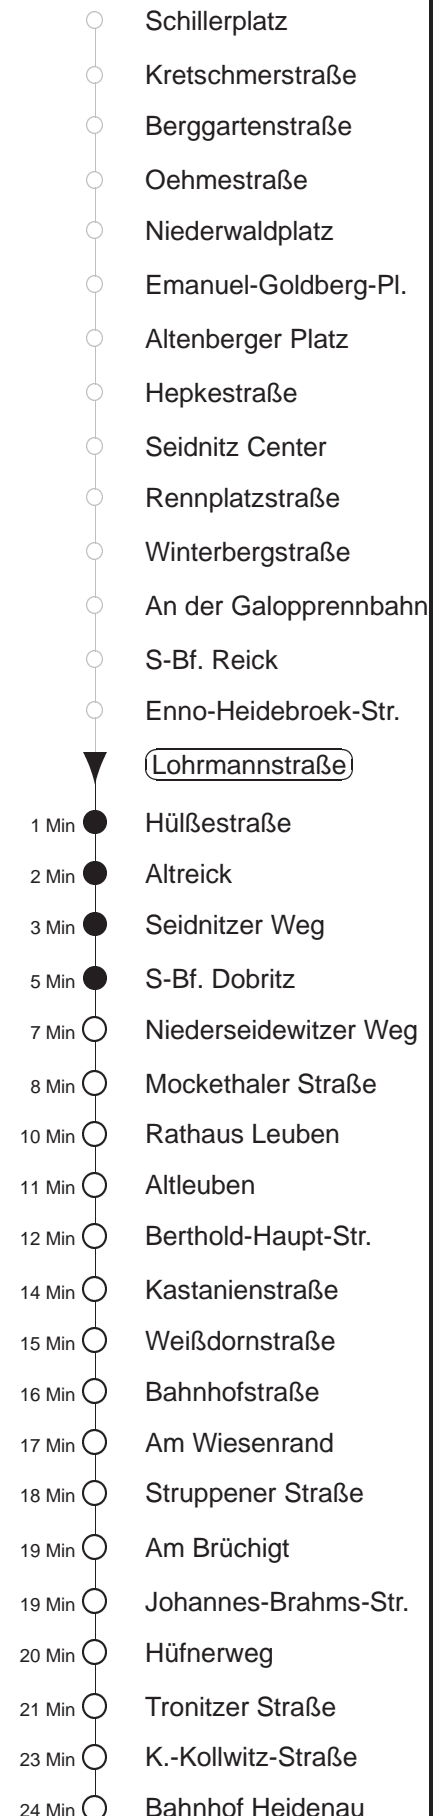 Schillerplatz
Kretschmerstraße
Berggartenstraße
Oehmestraße
Niederwaldplatz
Emanuel-Goldberg-Pl.
Altenberger Platz
Hepkestraße
Seidnitz Center
Rennplatzstraße
Winterbergstraße
An der Galopprennbahn
S-Bf. Reick
Enno-Heidebroek-Str.
Lohrmannstraße
1 Min Hülßestraße
2 Min Altreick
3 Min Seidnitzer Weg
5 Min S-Bf. Dobritz
7 Min Niederseidewitzer Weg
8 Min Mockethaler Straße
10 Min Rathaus Leuben
11 Min Altleuben
12 Min Berthold-Haupt-Str.
14 Min Kastanienstraße
15 Min Weißdornstraße
16 Min Bahnhofstraße
17 Min Am Wiesenrand
18 Min Struppener Straße
19 Min Am Brüchigt
19 Min Johannes-Brahms-Str.
20 Min Hüfnerweg
21 Min Tronitzer Straße
23 Min K.-Kollwitz-Straße
24 Min Bahnhof Heidenau